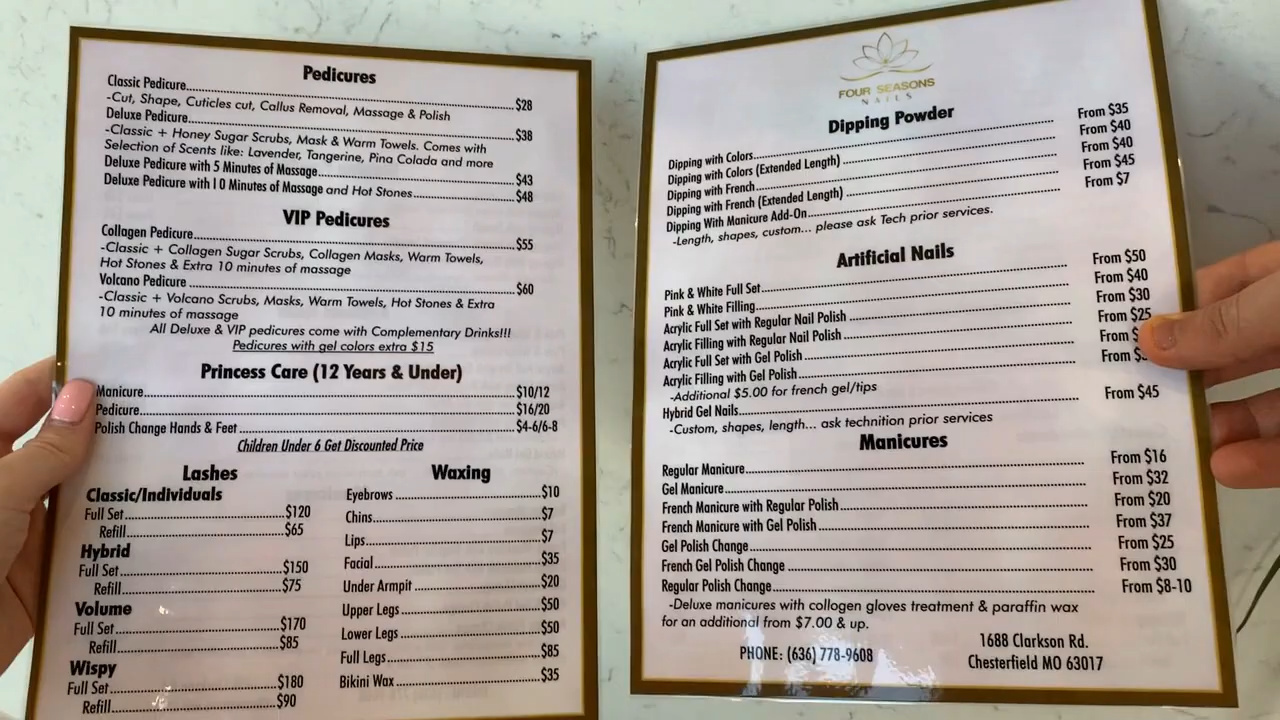 Pedicures
Classic Pedicure........$28
-Cut, Shape, Cuticles cut, Callus Removal, Massage & Polish
Deluxe Pedicure........$38
-Classic + Honey Sugar Scrubs, Mask & Warm Towels. Comes with
Selection of Scents like: Lavender, Tangerine, Pina Colada and more
Deluxe Pedicure with 5 Minutes of Massage........$43
Deluxe Pedicure with 10 Minutes of Massage and Hot Stones........$48
VIP Pedicures
Collagen Pedicure........$55
-Classic + Collagen Sugar Scrubs, Collagen Masks, Warm Towels,
Hot Stones & Extra 10 minutes of massage
Volcano Pedicure........$60
-Classic + Volcano Scrubs, Masks, Warm Towels, Hot Stones & Extra
10 minutes of massage
All Deluxe & VIP pedicures come with Complementary Drinks!!!
Pedicures with gel colors extra $15
Princess Care (12 Years & Under)
Manicure........$10/12
Pedicure........$16/20
Polish Change Hands & Feet........$4-6/6-8
Children Under 6 Get Discounted Price
Lashes
Classic/Individuals
Full Set........$120
Refill........$65
Hybrid
Full Set........$150
Refill........$75
Volume
Full Set........$170
Refill........$85
Wispy
Full Set........$180
Refill........$90
Waxing
Eyebrows........$10
Chins........$7
Lips........$7
Facial........$35
Under Armpit........$20
Upper Legs........$50
Lower Legs........$50
Full Legs........$85
Bikini Wax........$35
FOUR SEASONS
NAILS
Dipping Powder
Dipping with Colors........From $35
Dipping with Colors (Extended Length)........From $40
Dipping with French........From $40
Dipping with French (Extended Length)........From $45
Dipping With Manicure Add-On........From $7
-Length, shapes, custom... please ask Tech prior services.
Artificial Nails
Pink & White Full Set........From $50
Pink & White Filling........From $40
Acrylic Full Set with Regular Nail Polish........From $30
Acrylic Filling with Regular Nail Polish........From $25
Acrylic Full Set with Gel Polish........From $
Acrylic Filling with Gel Polish........From $
-Additional $5.00 for french gel/tips
Hybrid Gel Nails........From $45
-Custom, shapes, length... ask technition prior services
Manicures
Regular Manicure........From $16
Gel Manicure........From $32
French Manicure with Regular Polish........From $20
French Manicure with Gel Polish........From $37
Gel Polish Change........From $25
French Gel Polish Change........From $30
Regular Polish Change........From $8-10
-Deluxe manicures with collogen gloves treatment & paraffin wax
for an additional from $7.00 & up.
PHONE: (636) 778-9608
1688 Clarkson Rd.
Chesterfield MO 63017